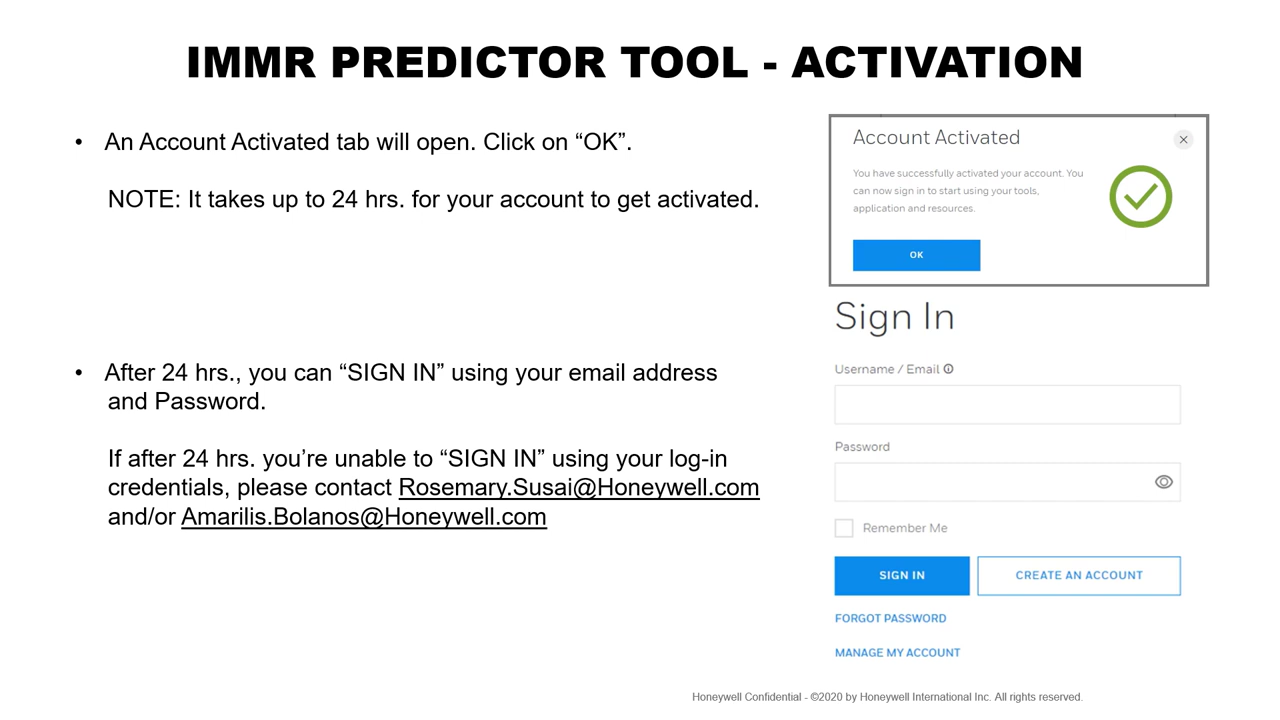 IMMR PREDICTOR TOOL - ACTIVATION
• An Account Activated tab will open. Click on “OK”.
NOTE: It takes up to 24 hrs. for your account to get activated.
• After 24 hrs., you can “SIGN IN” using your email address
and Password.
If after 24 hrs. you’re unable to “SIGN IN” using your log-in
credentials, please contact Rosemary.Susai@Honeywell.com
and/or Amarilis.Bolanos@Honeywell.com
Account Activated
You have successfully activated your account. You
can now sign in to start using your tools,
application and resources.
OK
Sign In
Username / Email
Password
Remember Me
SIGN IN
CREATE AN ACCOUNT
FORGOT PASSWORD
MANAGE MY ACCOUNT
Honeywell Confidential - ©2020 by Honeywell International Inc. All rights reserved.